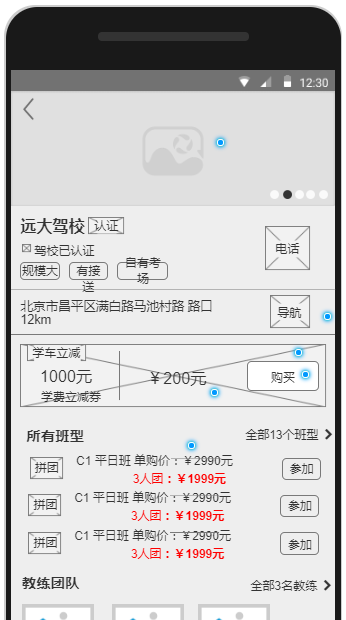 12:30
远大驾校 认证
驾校已认证
电话
规模大 有接送 自有考场
北京市昌平区满白路马池村路 路口
12km
导航
学车立减
1000元
学费立减券
￥200元
购买
所有班型 全部13个班型
拼团 C1 平日班 单购价：￥2990元
3人团：￥1999元
参加
拼团 C1 平日班 单购价：￥2990元
3人团：￥1999元
参加
拼团 C1 平日班 单购价：￥2990元
3人团：￥1999元
参加
教练团队 全部3名教练